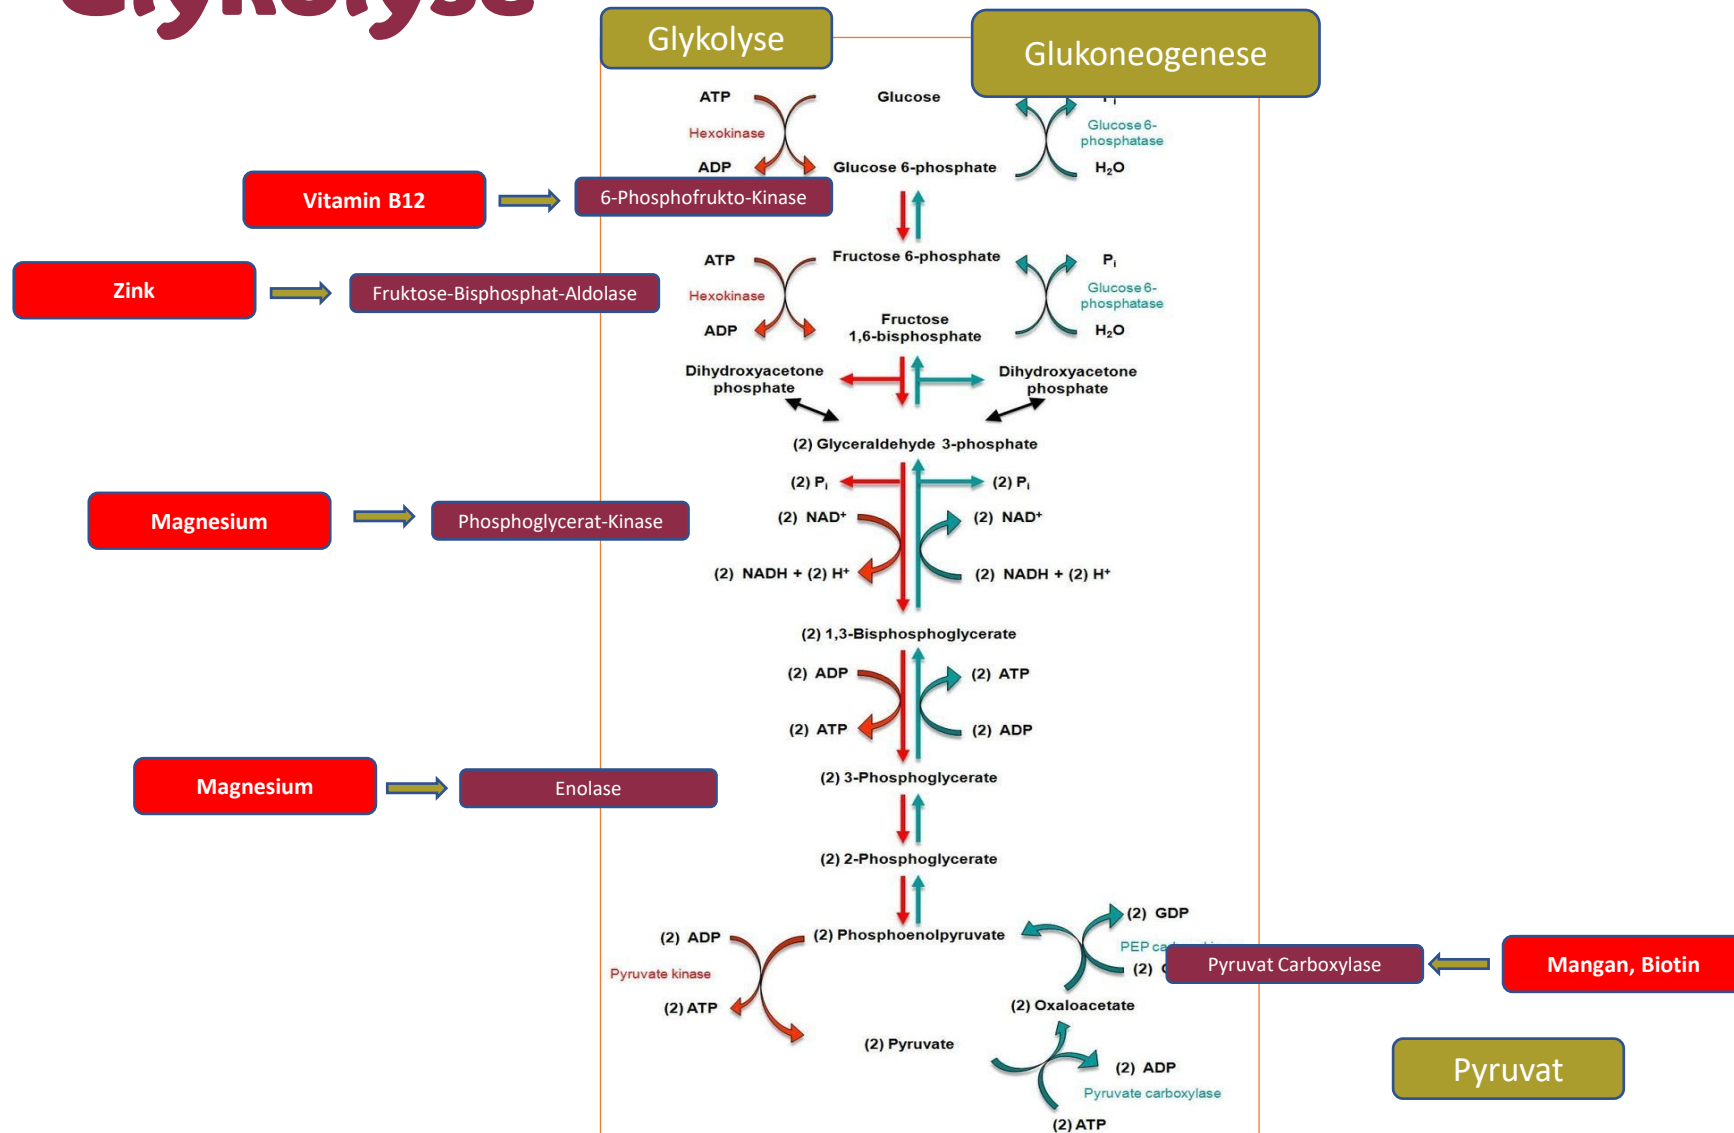 Glykolyse
Glykolyse
Glukoneogenese
ATP
Glucose
Pi
Hexokinase
Glucose 6-
phosphatase
ADP
Glucose 6-phosphate
H₂O
Vitamin B12
6-Phosphofrukto-Kinase
ATP
Fructose 6-phosphate
Pi
Zink
Fruktose-Bisphosphat-Aldolase
Hexokinase
Glucose 6-
phosphatase
ADP
Fructose
1,6-bisphosphate
H₂O
Dihydroxyacetone
phosphate
Dihydroxyacetone
phosphate
(2) Glyceraldehyde 3-phosphate
(2) Pi
(2) Pi
Magnesium
Phosphoglycerat-Kinase
(2) NAD⁺
(2) NAD⁺
(2) NADH + (2) H⁺
(2) NADH + (2) H⁺
(2) 1,3-Bisphosphoglycerate
(2) ADP
(2) ATP
(2) ATP
(2) ADP
Magnesium
Enolase
(2) 3-Phosphoglycerate
(2) 2-Phosphoglycerate
(2) GDP
(2) ADP
(2) Phosphoenolpyruvate
PEP
Pyruvate kinase
(2)
Pyruvat Carboxylase
Mangan, Biotin
(2) ATP
(2) Oxaloacetate
(2) Pyruvate
(2) ADP
Pyruvat
Pyruvate carboxylase
(2) ATP